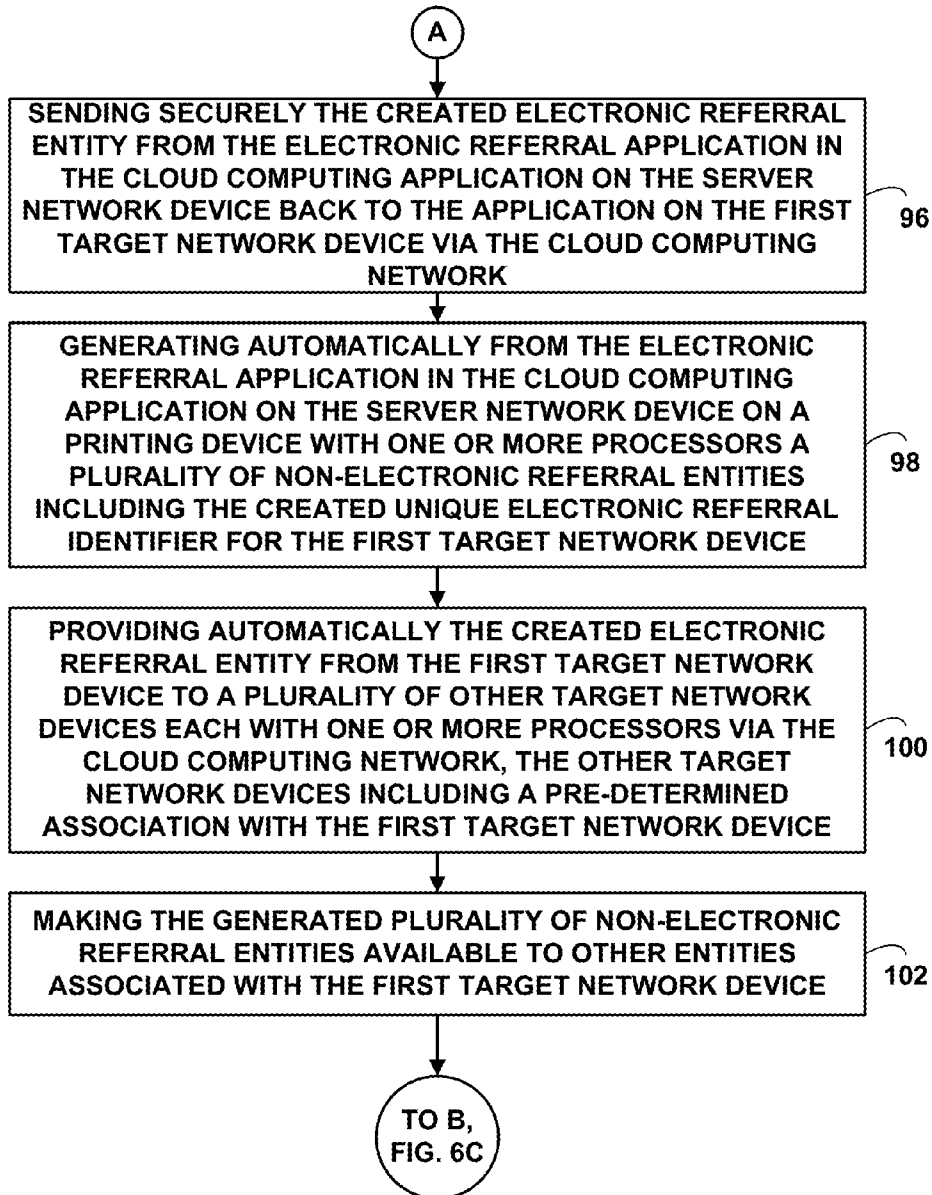 A
SENDING SECURELY THE CREATED ELECTRONIC REFERRAL
ENTITY FROM THE ELECTRONIC REFERRAL APPLICATION IN
THE CLOUD COMPUTING APPLICATION ON THE SERVER
NETWORK DEVICE BACK TO THE APPLICATION ON THE FIRST
TARGET NETWORK DEVICE VIA THE CLOUD COMPUTING
NETWORK
96
GENERATING AUTOMATICALLY FROM THE ELECTRONIC
REFERRAL APPLICATION IN THE CLOUD COMPUTING
APPLICATION ON THE SERVER NETWORK DEVICE ON A
PRINTING DEVICE WITH ONE OR MORE PROCESSORS A
PLURALITY OF NON-ELECTRONIC REFERRAL ENTITIES
INCLUDING THE CREATED UNIQUE ELECTRONIC REFERRAL
IDENTIFIER FOR THE FIRST TARGET NETWORK DEVICE
98
PROVIDING AUTOMATICALLY THE CREATED ELECTRONIC
REFERRAL ENTITY FROM THE FIRST TARGET NETWORK
DEVICE TO A PLURALITY OF OTHER TARGET NETWORK
DEVICES EACH WITH ONE OR MORE PROCESSORS VIA THE
CLOUD COMPUTING NETWORK, THE OTHER TARGET
NETWORK DEVICES INCLUDING A PRE-DETERMINED
ASSOCIATION WITH THE FIRST TARGET NETWORK DEVICE
100
MAKING THE GENERATED PLURALITY OF NON-ELECTRONIC
REFERRAL ENTITIES AVAILABLE TO OTHER ENTITIES
ASSOCIATED WITH THE FIRST TARGET NETWORK DEVICE
102
TO B,
FIG. 6C